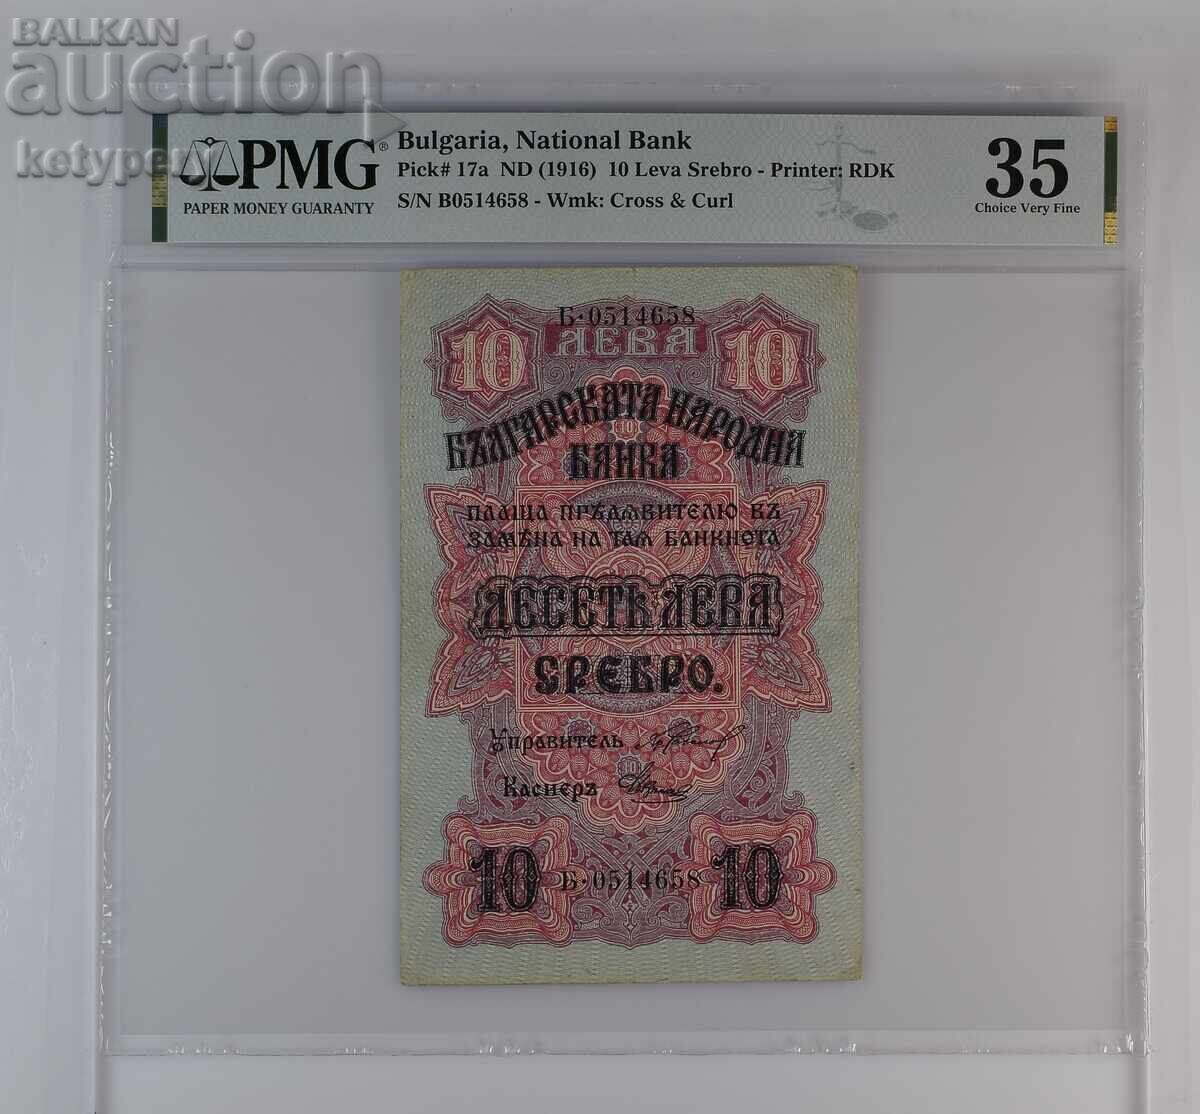 BALKAN
auction
ketyper
PMG®
PAPER MONEY GUARANTY
Bulgaria, National Bank
Pick# 17a ND (1916) 10 Leva Srebro - Printer: RDK
S/N B0514658 - Wmk: Cross & Curl
35
Choice Very Fine
Б·0514658
10 ЛЕВА 10
БЪЛГАРСКАТА НАРОДНА
БАНКА
ПЛАЩА ПРѢДЯВИТЕЛЮ ВЪ
ЗАМѢНА НА ТАЯ БАНКНОТА
ДЕСЕТЬ ЛЕВА
СРЕБРО.
Управитель
Касиеръ
10 Б·0514658 10